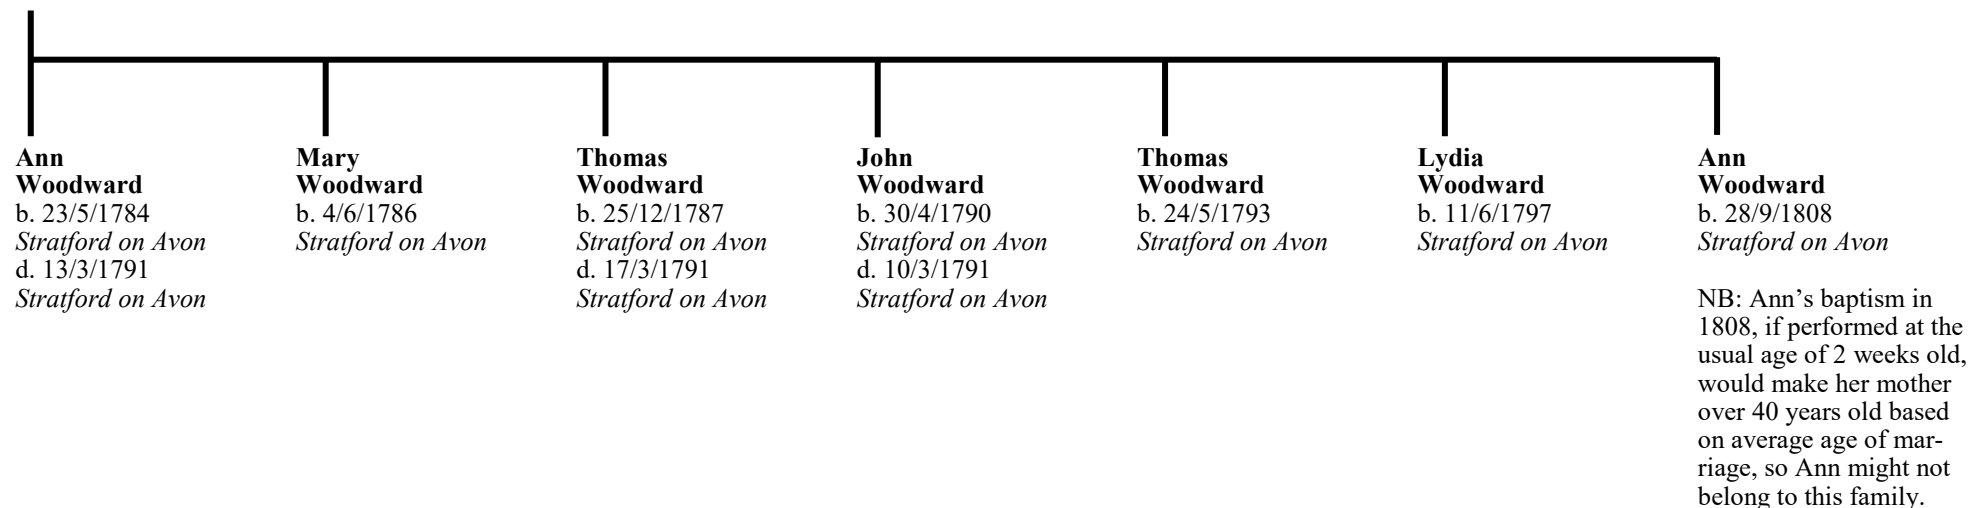 Ann
Woodward
b. 23/5/1784
Stratford on Avon
d. 13/3/1791
Stratford on Avon
Mary
Woodward
b. 4/6/1786
Stratford on Avon
Thomas
Woodward
b. 25/12/1787
Stratford on Avon
d. 17/3/1791
Stratford on Avon
John
Woodward
b. 30/4/1790
Stratford on Avon
d. 10/3/1791
Stratford on Avon
Thomas
Woodward
b. 24/5/1793
Stratford on Avon
Lydia
Woodward
b. 11/6/1797
Stratford on Avon
Ann
Woodward
b. 28/9/1808
Stratford on Avon
NB: Ann’s baptism in
1808, if performed at the
usual age of 2 weeks old,
would make her mother
over 40 years old based
on average age of mar-
riage, so Ann might not
belong to this family.